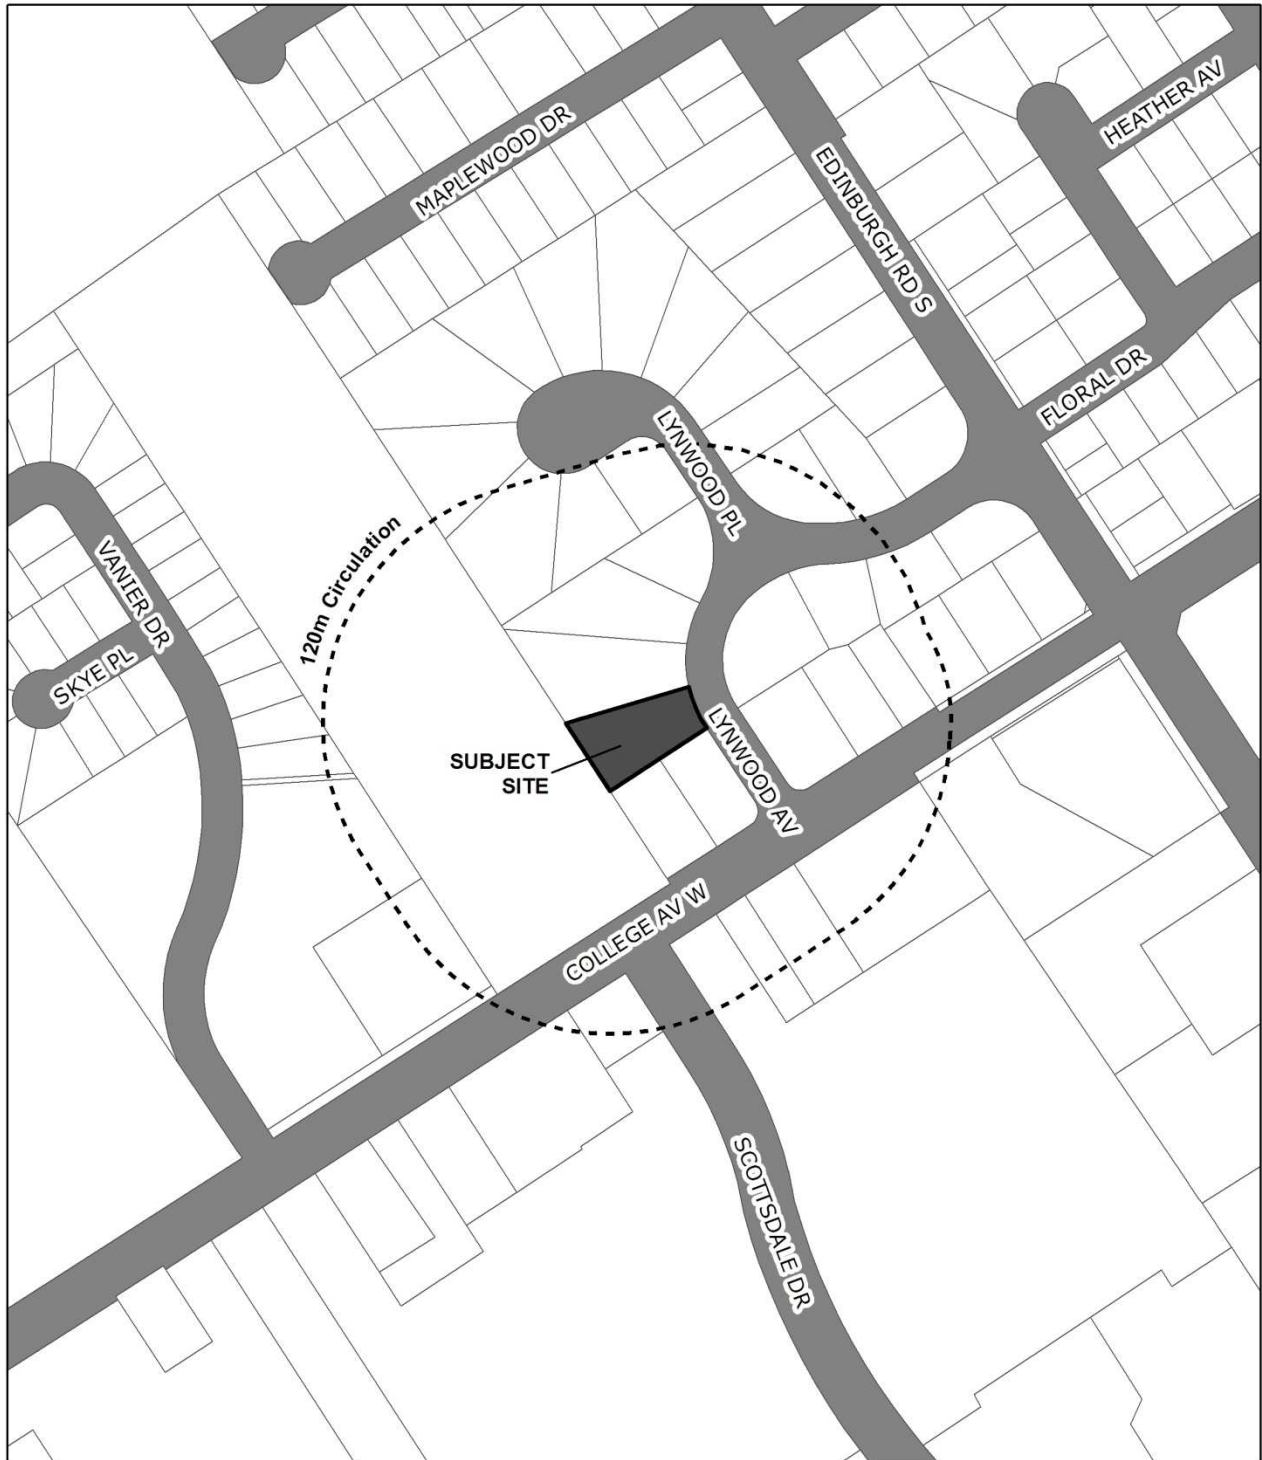 HEATHER AV
MAPLEWOOD DR
EDINBURGH RD S
FLORAL DR
LYNWOOD PL
120m Circulation
VANIER DR
SKYE PL
SUBJECT
SITE
LYNWOOD AV
COLLEGE AV W
SCOTTSDALE DR